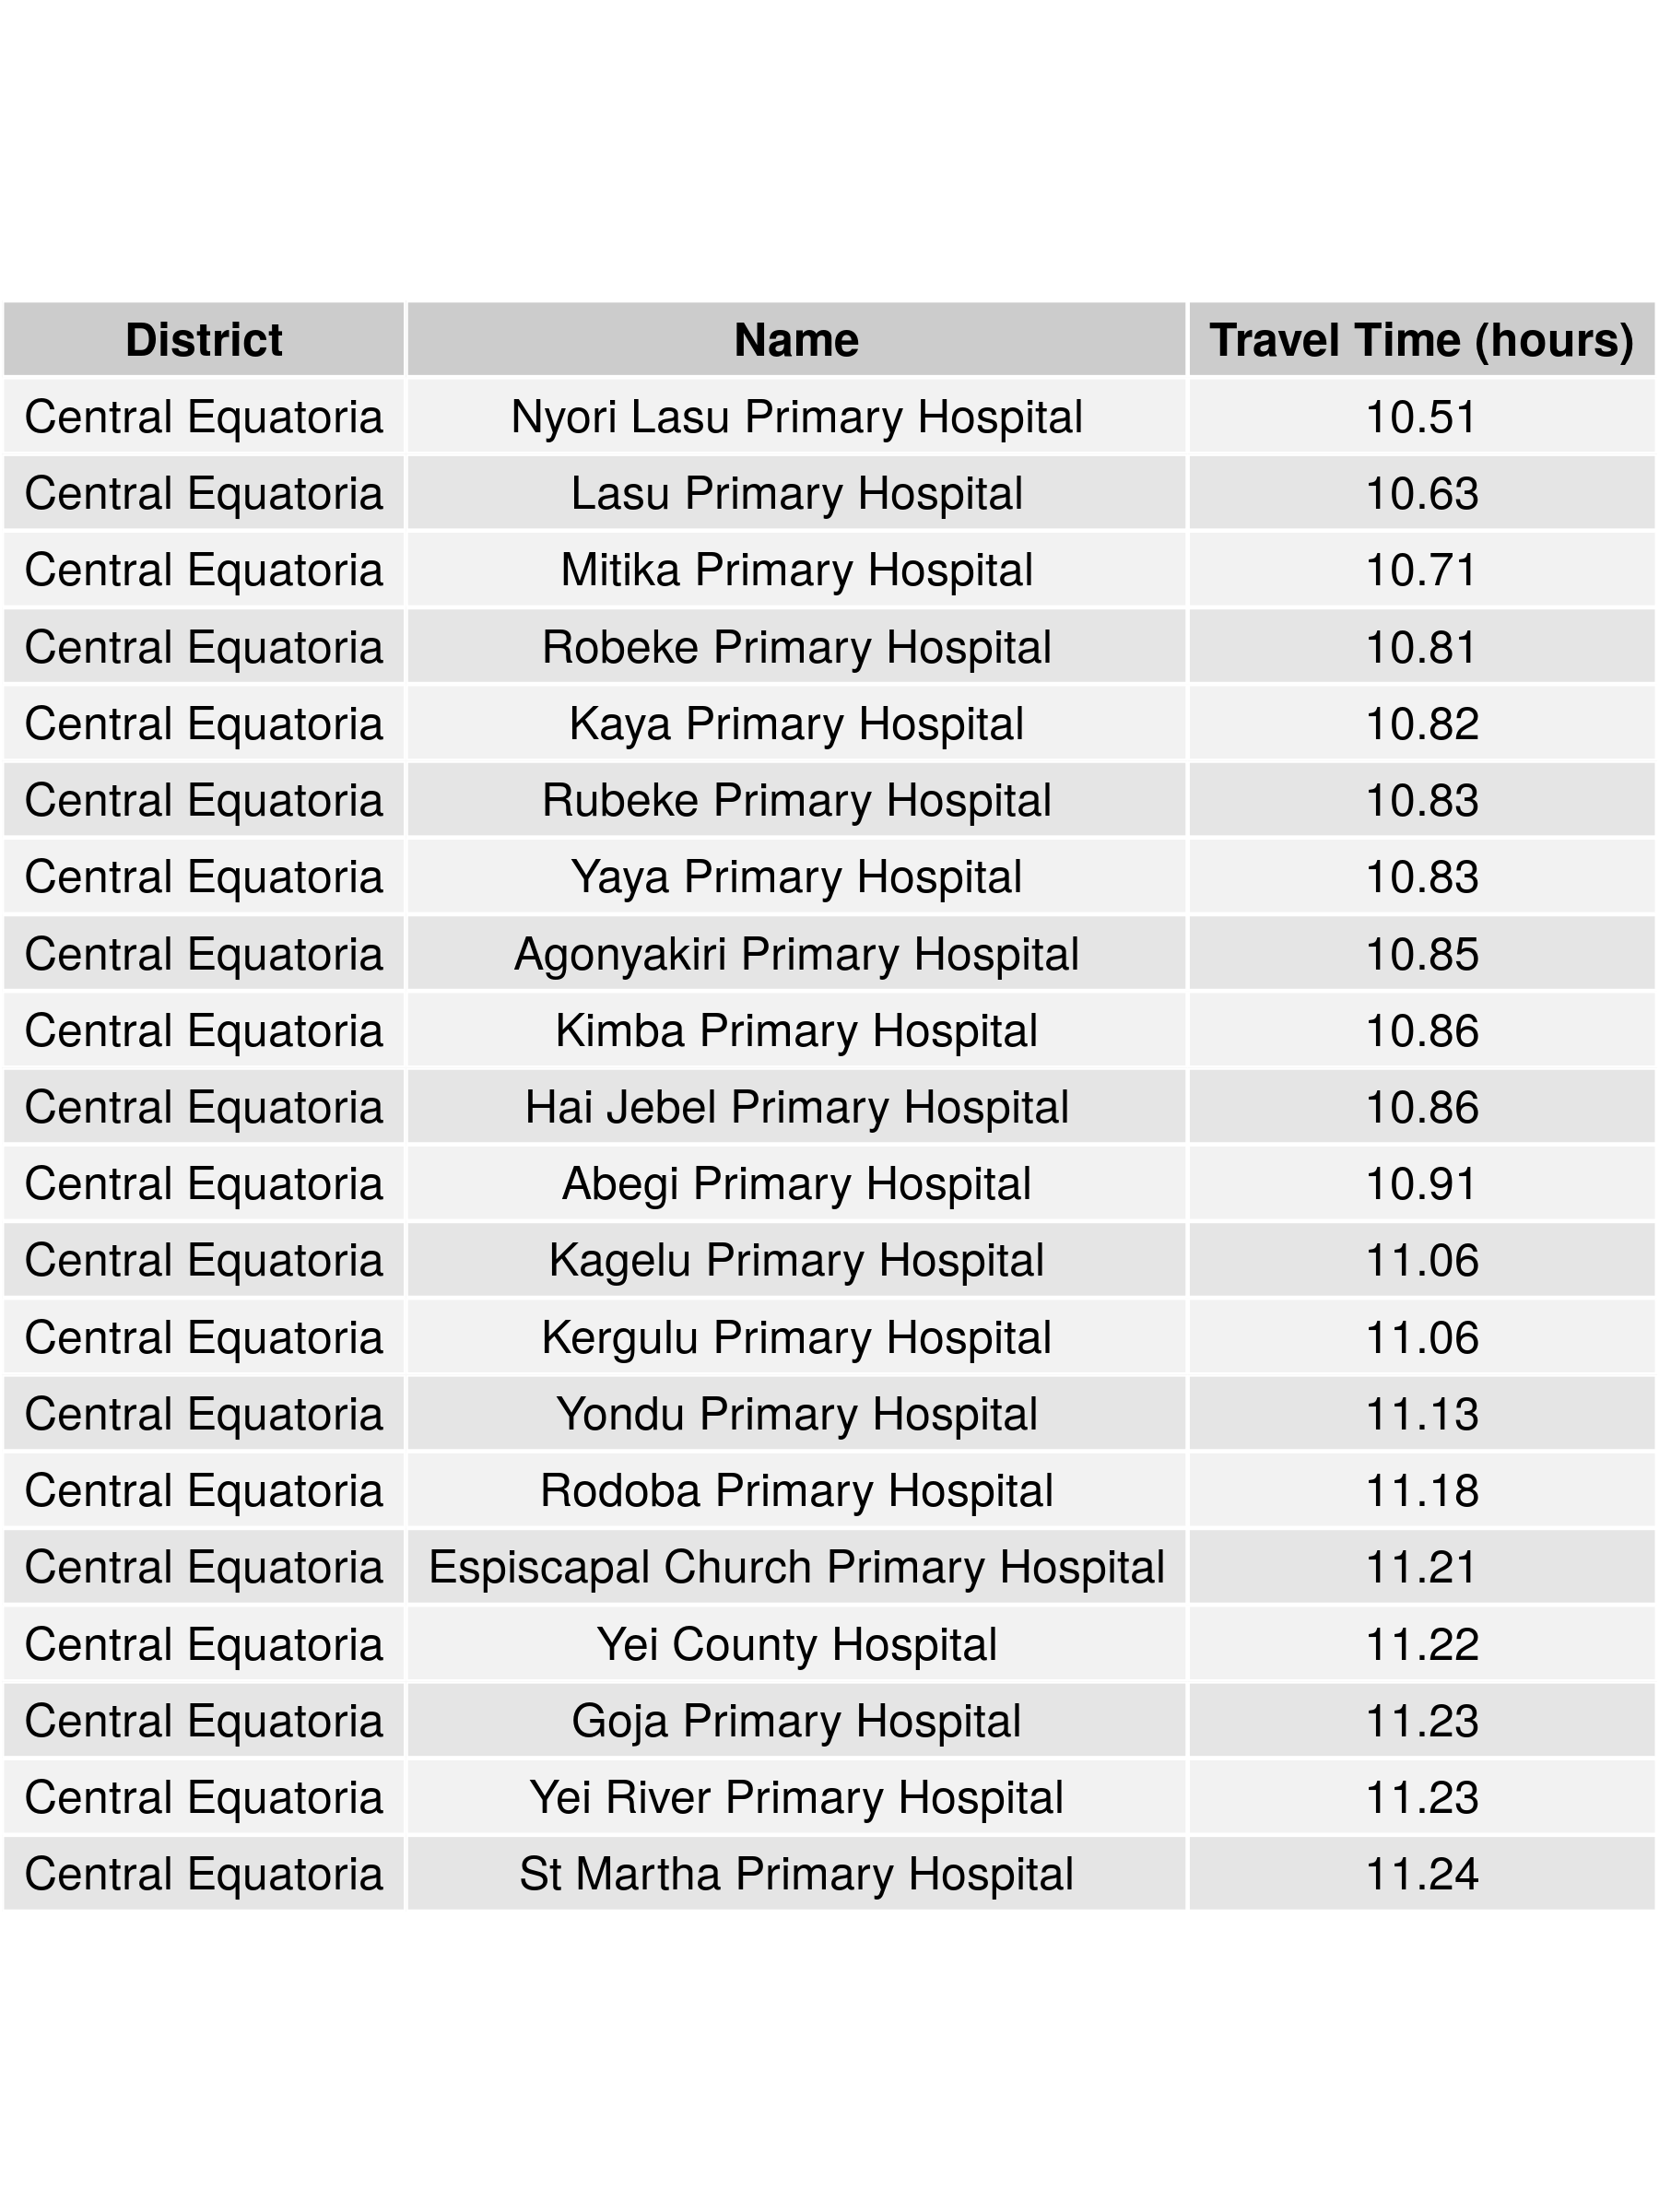 District Name Travel Time (hours)
Central Equatoria Nyori Lasu Primary Hospital 10.51
Central Equatoria Lasu Primary Hospital 10.63
Central Equatoria Mitika Primary Hospital 10.71
Central Equatoria Robeke Primary Hospital 10.81
Central Equatoria Kaya Primary Hospital 10.82
Central Equatoria Rubeke Primary Hospital 10.83
Central Equatoria Yaya Primary Hospital 10.83
Central Equatoria Agonyakiri Primary Hospital 10.85
Central Equatoria Kimba Primary Hospital 10.86
Central Equatoria Hai Jebel Primary Hospital 10.86
Central Equatoria Abegi Primary Hospital 10.91
Central Equatoria Kagelu Primary Hospital 11.06
Central Equatoria Kergulu Primary Hospital 11.06
Central Equatoria Yondu Primary Hospital 11.13
Central Equatoria Rodoba Primary Hospital 11.18
Central Equatoria Espiscapal Church Primary Hospital 11.21
Central Equatoria Yei County Hospital 11.22
Central Equatoria Goja Primary Hospital 11.23
Central Equatoria Yei River Primary Hospital 11.23
Central Equatoria St Martha Primary Hospital 11.24